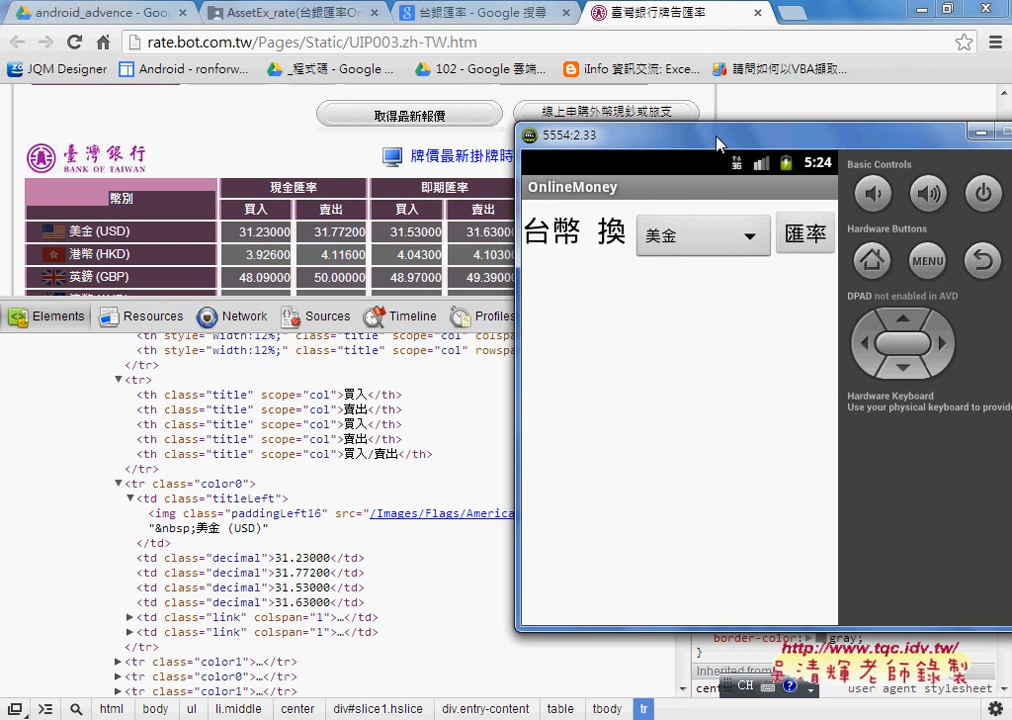 android_advence - Goo
AssetEx_rate(台銀匯率On
台銀匯率 - Google 搜尋
臺灣銀行牌告匯率
rate.bot.com.tw/Pages/Static/UIP003.zh-TW.htm
JQM Designer
Android - ronforw...
_程式碼 - Google ...
102 - Google 雲端...
iInfo 資訊交流: Exce...
請問如何以VBA擷取...
取得最新報價
線上申購外幣現鈔或旅支
臺灣銀行
BANK OF TAIWAN
牌價最新掛牌時
幣別
現金匯率
即期匯率
買入
賣出
買入
賣出
美金 (USD)
31.23000
31.77200
31.53000
31.63000
港幣 (HKD)
3.92600
4.11600
4.04300
4.10300
英鎊 (GBP)
48.09000
50.00000
48.97000
49.39000
5554:2.33
5:24
OnlineMoney
台幣 換
美金
匯率
Basic Controls
Hardware Buttons
MENU
DPAD not enabled in AVD
Hardware Keyboard
Use your physical keyboard to provide
Elements
Resources
Network
Sources
Timeline
Profiles
<th style="width:12%;" class="title" scope="col" colspa
<th style="width:12%;" class="title" scope="col" rowspa
</tr>
▼<tr>
<th class="title" scope="col">買入</th>
<th class="title" scope="col">賣出</th>
<th class="title" scope="col">買入</th>
<th class="title" scope="col">賣出</th>
<th class="title" scope="col">買入/賣出</th>
</tr>
▼<tr class="color0">
▼<td class="titleLeft">
<img class="paddingLeft16" src="/Images/Flags/America
"&nbsp;美金 (USD)"
</td>
<td class="decimal">31.23000</td>
<td class="decimal">31.77200</td>
<td class="decimal">31.53000</td>
<td class="decimal">31.63000</td>
▶<td class="link" colspan="1">…</td>
▶<td class="link" colspan="1">…</td>
</tr>
▶<tr class="color1">…</tr>
▶<tr class="color0">…</tr>
▶<tr class="color1">…</tr>
border-color:▶gray;
}
Inherited from
cent
user agent stylesheet
http://www.tqc.idv.tw/
吳清輝老師錄製
CH
html
body
ul
li.middle
center
div#slice1.hslice
div.entry-content
table
tbody
tr